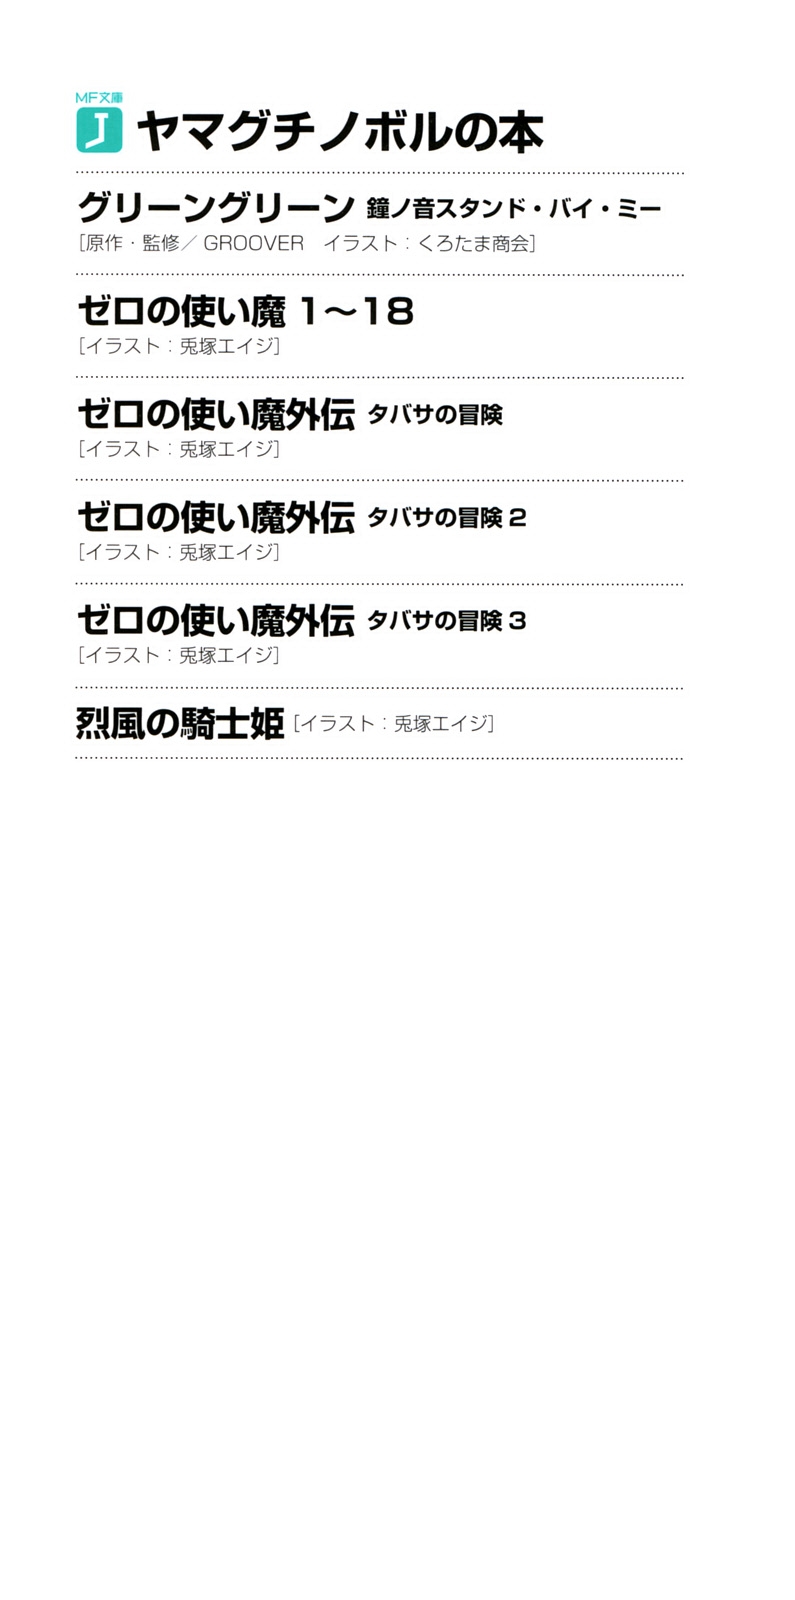 MF文庫
J
ヤマグチノボルの本
グリーングリーン 鐘ノ音スタンド・バイ・ミー
［原作・監修／GROOVER　イラスト：くろたま商会］
ゼロの使い魔 1〜18
［イラスト：兎塚エイジ］
ゼロの使い魔外伝 タバサの冒険
［イラスト：兎塚エイジ］
ゼロの使い魔外伝 タバサの冒険2
［イラスト：兎塚エイジ］
ゼロの使い魔外伝 タバサの冒険3
［イラスト：兎塚エイジ］
烈風の騎士姫［イラスト：兎塚エイジ］